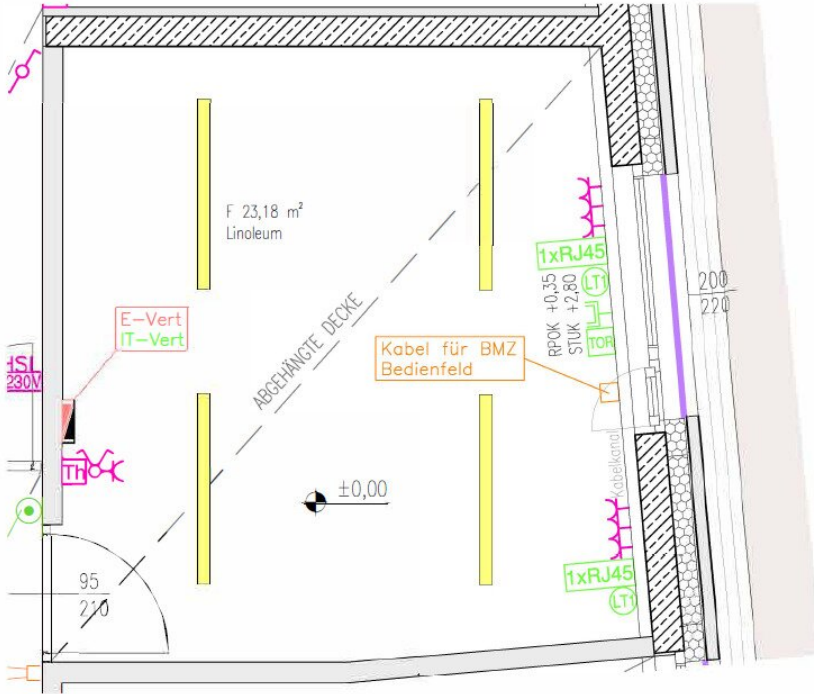 F 23,18 m²
Linoleum
1xRJ45
LT1
RPOK +0,35
STUK +2,80
TOR
200
220
E-Vert
IT-Vert
ABGEHÄNGTE DECKE
Kabel für BMZ
Bedienfeld
HSL
230V
Th
Kabelkanal
±0,00
1xRJ45
LT1
95
210